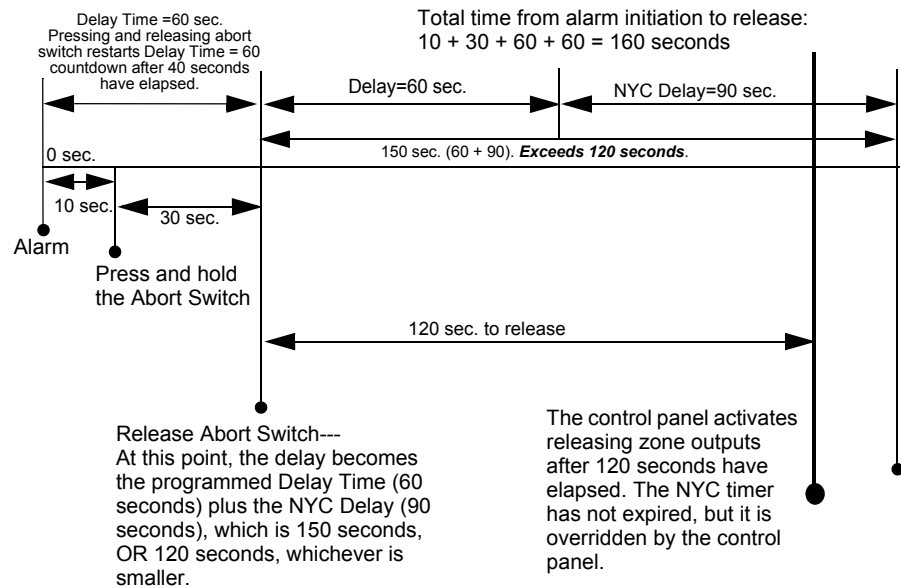 Delay Time =60 sec.
Pressing and releasing abort
switch restarts Delay Time = 60
countdown after 40 seconds
have elapsed.
Total time from alarm initiation to release:
10 + 30 + 60 + 60 = 160 seconds
Delay=60 sec.
NYC Delay=90 sec.
150 sec. (60 + 90). Exceeds 120 seconds.
0 sec.
10 sec.
30 sec.
Alarm
Press and hold
the Abort Switch
120 sec. to release
Release Abort Switch---
At this point, the delay becomes
the programmed Delay Time (60
seconds) plus the NYC Delay (90
seconds), which is 150 seconds,
OR 120 seconds, whichever is
smaller.
The control panel activates
releasing zone outputs
after 120 seconds have
elapsed. The NYC timer
has not expired, but it is
overridden by the control
panel.